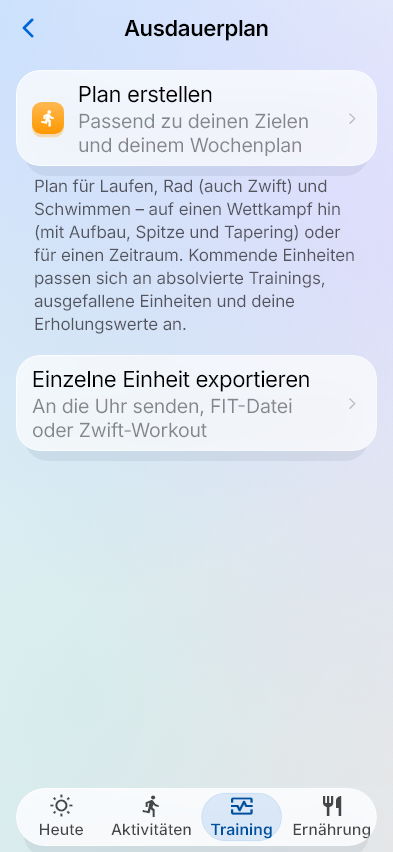 Ausdauerplan
Plan erstellen
Passend zu deinen Zielen
und deinem Wochenplan
Plan für Laufen, Rad (auch Zwift) und
Schwimmen – auf einen Wettkampf hin
(mit Aufbau, Spitze und Tapering) oder
für einen Zeitraum. Kommende Einheiten
passen sich an absolvierte Trainings,
ausgefallene Einheiten und deine
Erholungswerte an.
Einzelne Einheit exportieren
An die Uhr senden, FIT-Datei
oder Zwift-Workout
Heute Aktivitäten Training Ernährung